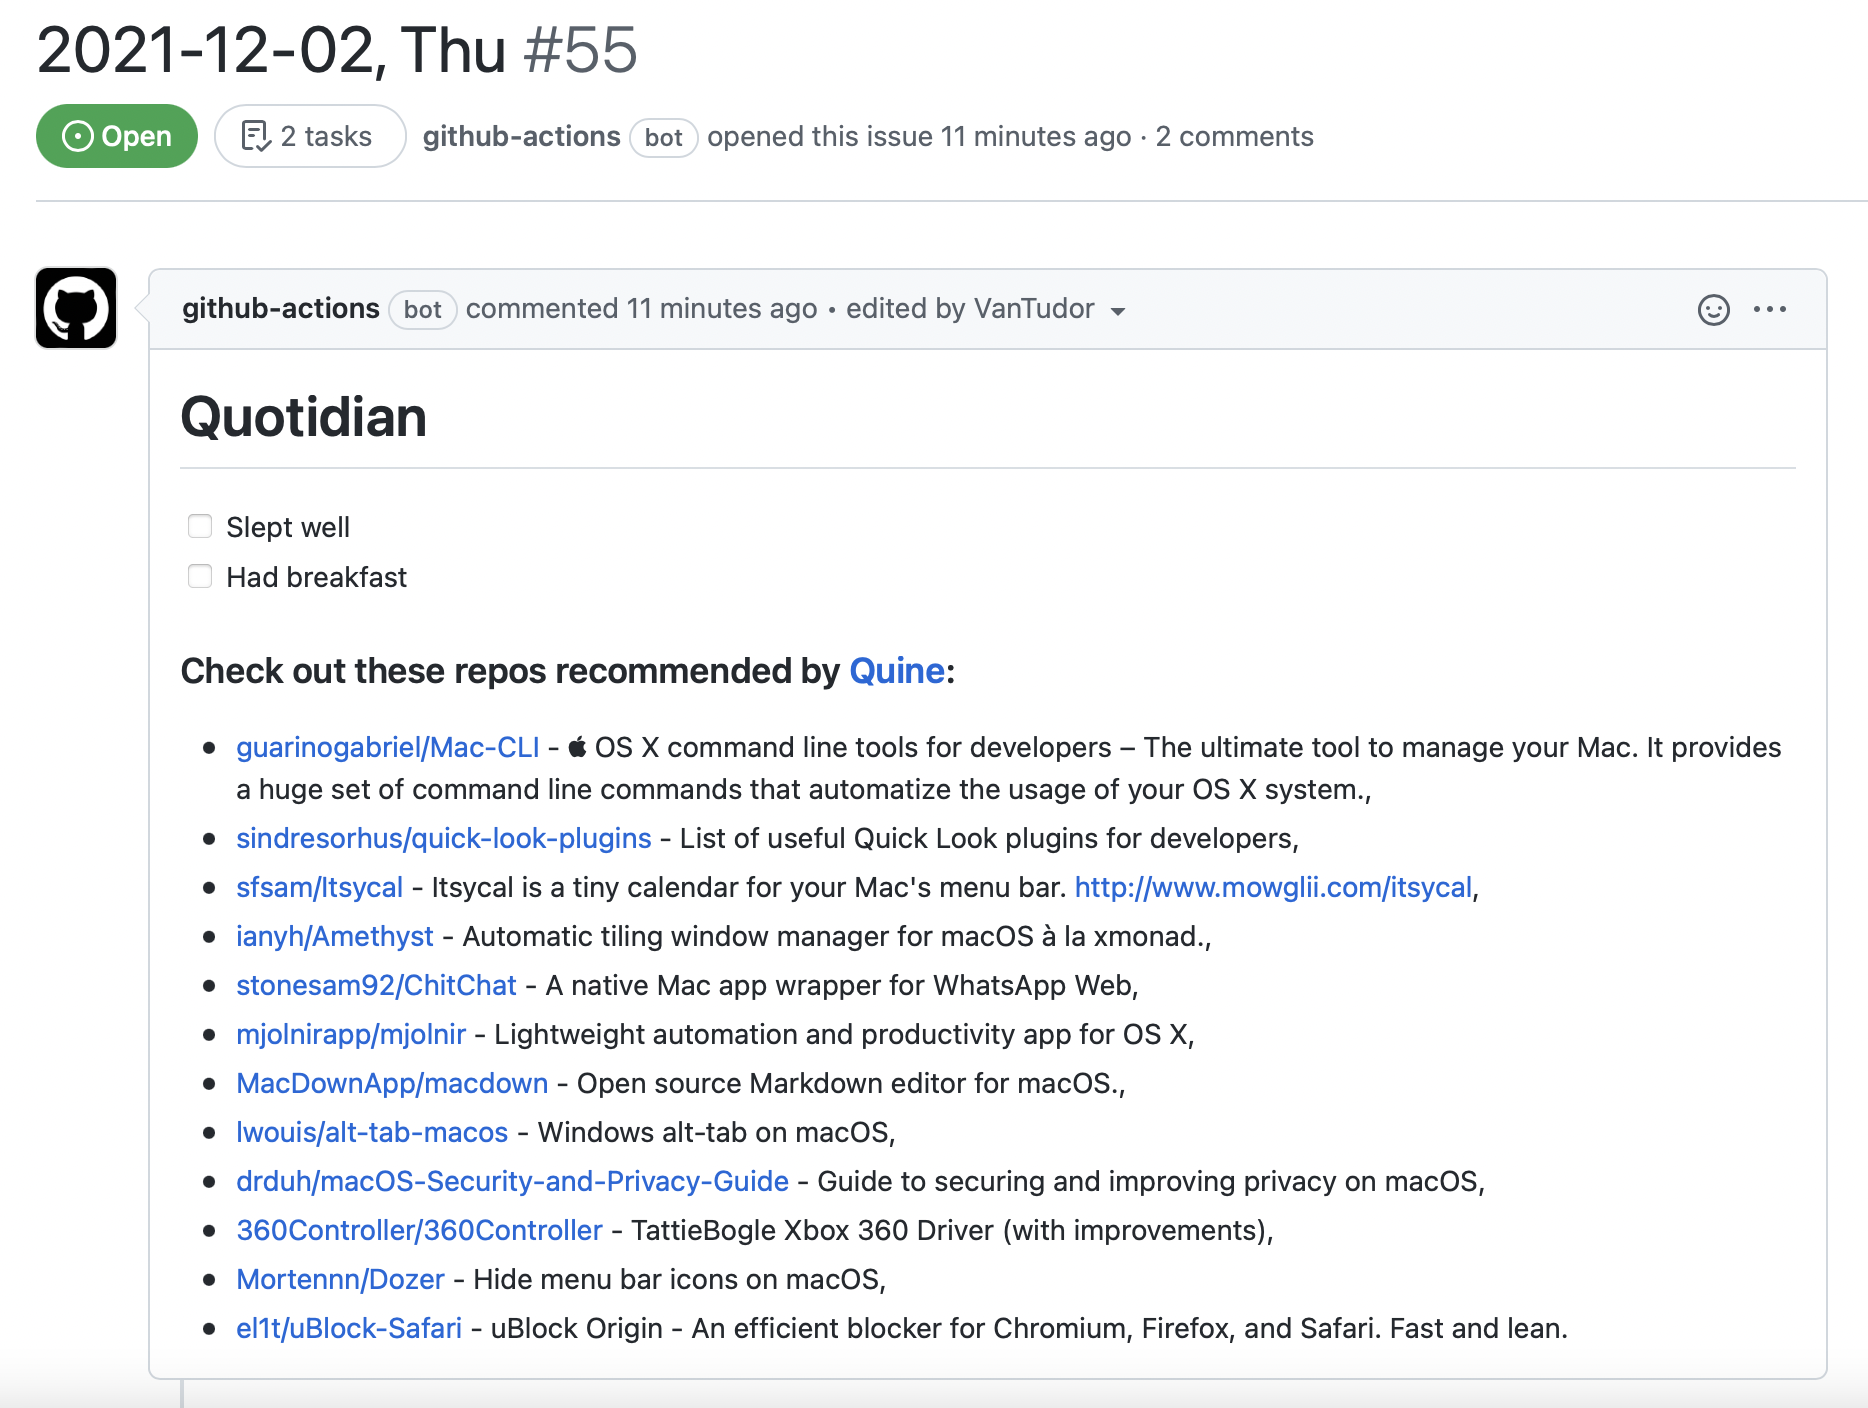 2021-12-02, Thu #55
Open 2 tasks github-actions bot opened this issue 11 minutes ago · 2 comments
github-actions bot commented 11 minutes ago • edited by VanTudor
Quotidian
Slept well
Had breakfast
Check out these repos recommended by Quine:
guarinogabriel/Mac-CLI -  OS X command line tools for developers – The ultimate tool to manage your Mac. It provides
a huge set of command line commands that automatize the usage of your OS X system.,
sindresorhus/quick-look-plugins - List of useful Quick Look plugins for developers,
sfsam/Itsycal - Itsycal is a tiny calendar for your Mac's menu bar. http://www.mowglii.com/itsycal,
ianyh/Amethyst - Automatic tiling window manager for macOS à la xmonad.,
stonesam92/ChitChat - A native Mac app wrapper for WhatsApp Web,
mjolnirapp/mjolnir - Lightweight automation and productivity app for OS X,
MacDownApp/macdown - Open source Markdown editor for macOS.,
lwouis/alt-tab-macos - Windows alt-tab on macOS,
drduh/macOS-Security-and-Privacy-Guide - Guide to securing and improving privacy on macOS,
360Controller/360Controller - TattieBogle Xbox 360 Driver (with improvements),
Mortennn/Dozer - Hide menu bar icons on macOS,
el1t/uBlock-Safari - uBlock Origin - An efficient blocker for Chromium, Firefox, and Safari. Fast and lean.